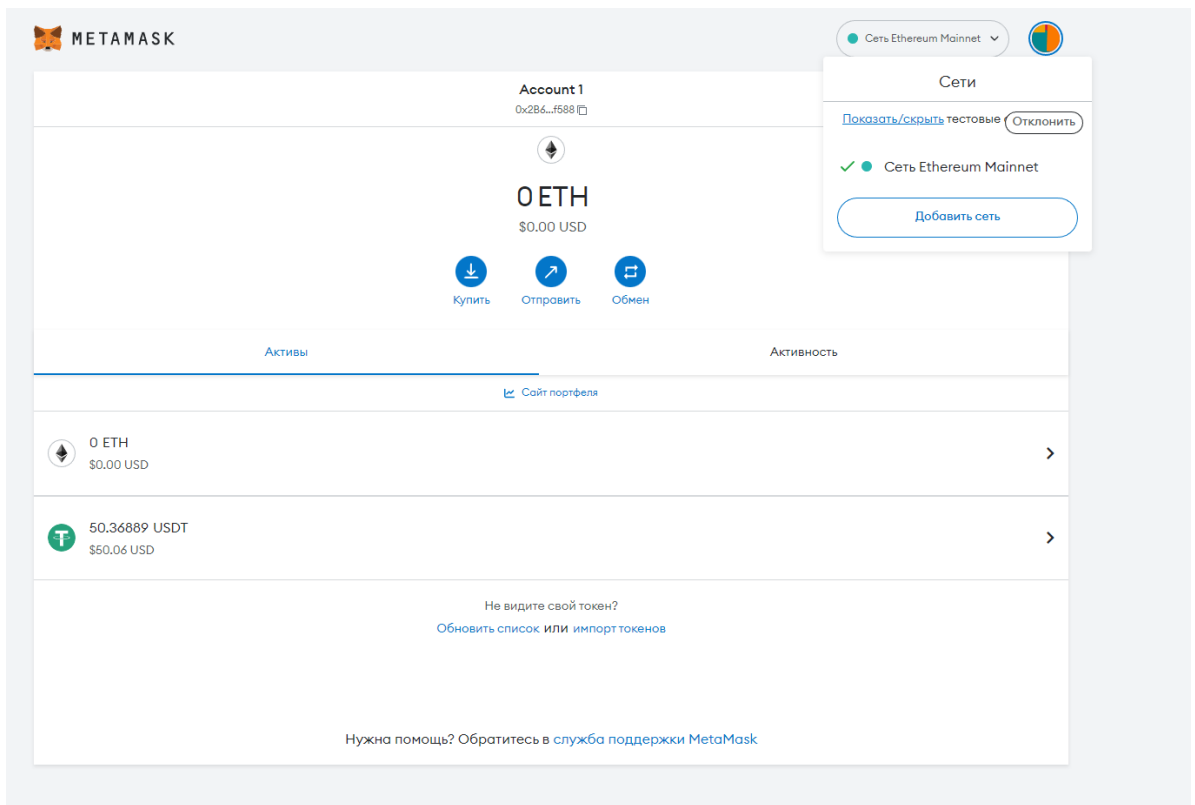 METAMASK
Сеть Ethereum Mainnet
Account 1
0x2B6...f588
Сети
Показать/скрыть тестовые
Отклонить
Сеть Ethereum Mainnet
Добавить сеть
0 ETH
$0.00 USD
Купить
Отправить
Обмен
Активы
Активность
Сайт портфеля
0 ETH
$0.00 USD
50.36889 USDT
$50.06 USD
Не видите свой токен?
Обновить список или импорт токенов
Нужна помощь? Обратитесь в служба поддержки MetaMask